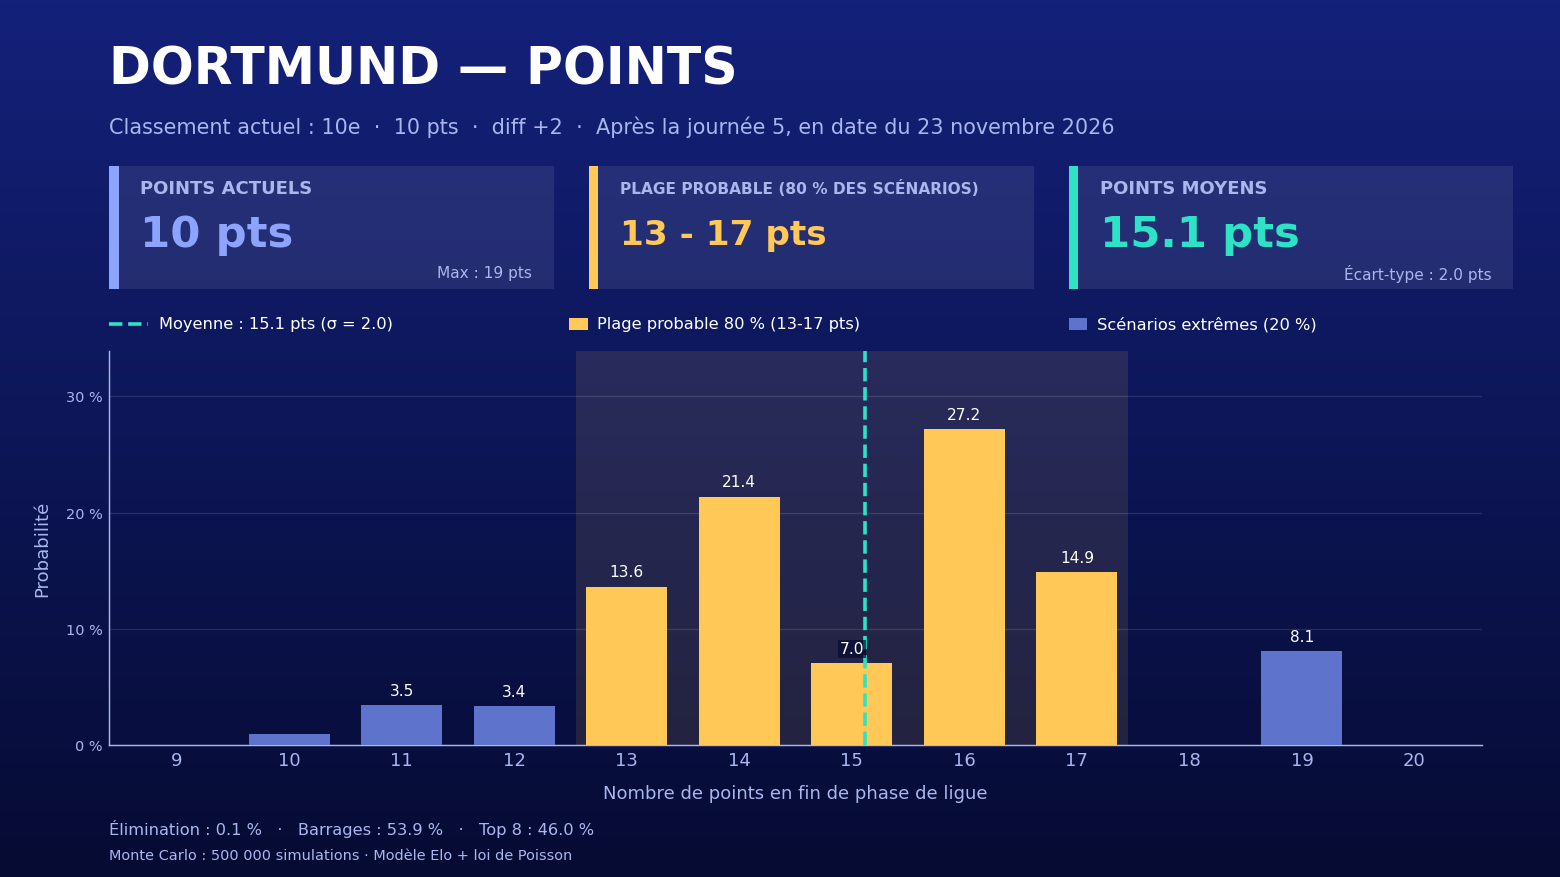 DORTMUND — POINTS
Classement actuel : 10e · 10 pts · diff +2 · Après la journée 5, en date du 23 novembre 2026
POINTS ACTUELS
10 pts
Max : 19 pts
PLAGE PROBABLE (80 % DES SCÉNARIOS)
13 - 17 pts
POINTS MOYENS
15.1 pts
Écart-type : 2.0 pts
Moyenne : 15.1 pts (σ = 2.0)
Plage probable 80 % (13-17 pts)
Scénarios extrêmes (20 %)
Probabilité
30 %
20 %
10 %
0 %
3.5
3.4
13.6
21.4
7.0
27.2
14.9
8.1
9 10 11 12 13 14 15 16 17 18 19 20
Nombre de points en fin de phase de ligue
Élimination : 0.1 % · Barrages : 53.9 % · Top 8 : 46.0 %
Monte Carlo : 500 000 simulations · Modèle Elo + loi de Poisson